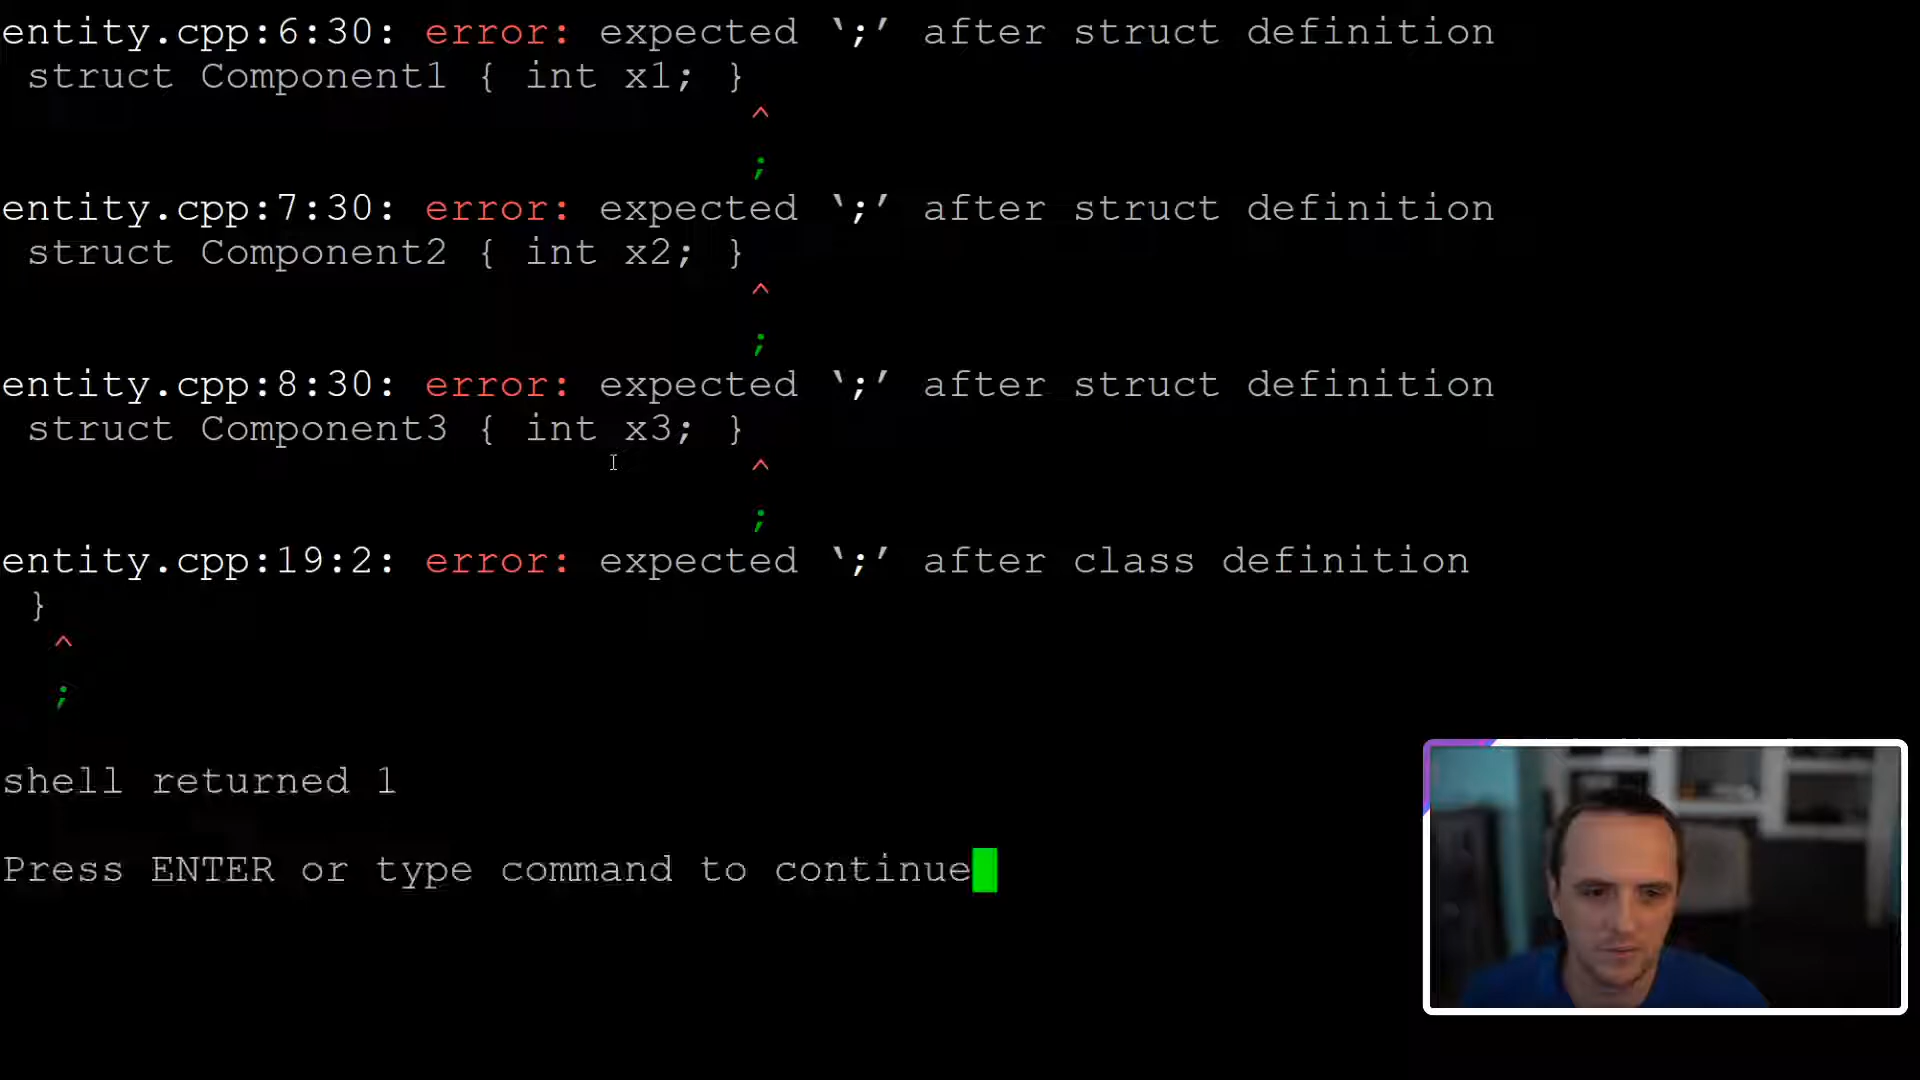 entity.cpp:6:30: error: expected ‘;’ after struct definition
struct Component1 { int x1; }
^
;
entity.cpp:7:30: error: expected ‘;’ after struct definition
struct Component2 { int x2; }
^
;
entity.cpp:8:30: error: expected ‘;’ after struct definition
struct Component3 { int x3; }
^
;
entity.cpp:19:2: error: expected ‘;’ after class definition
}
^
;
shell returned 1
Press ENTER or type command to continue